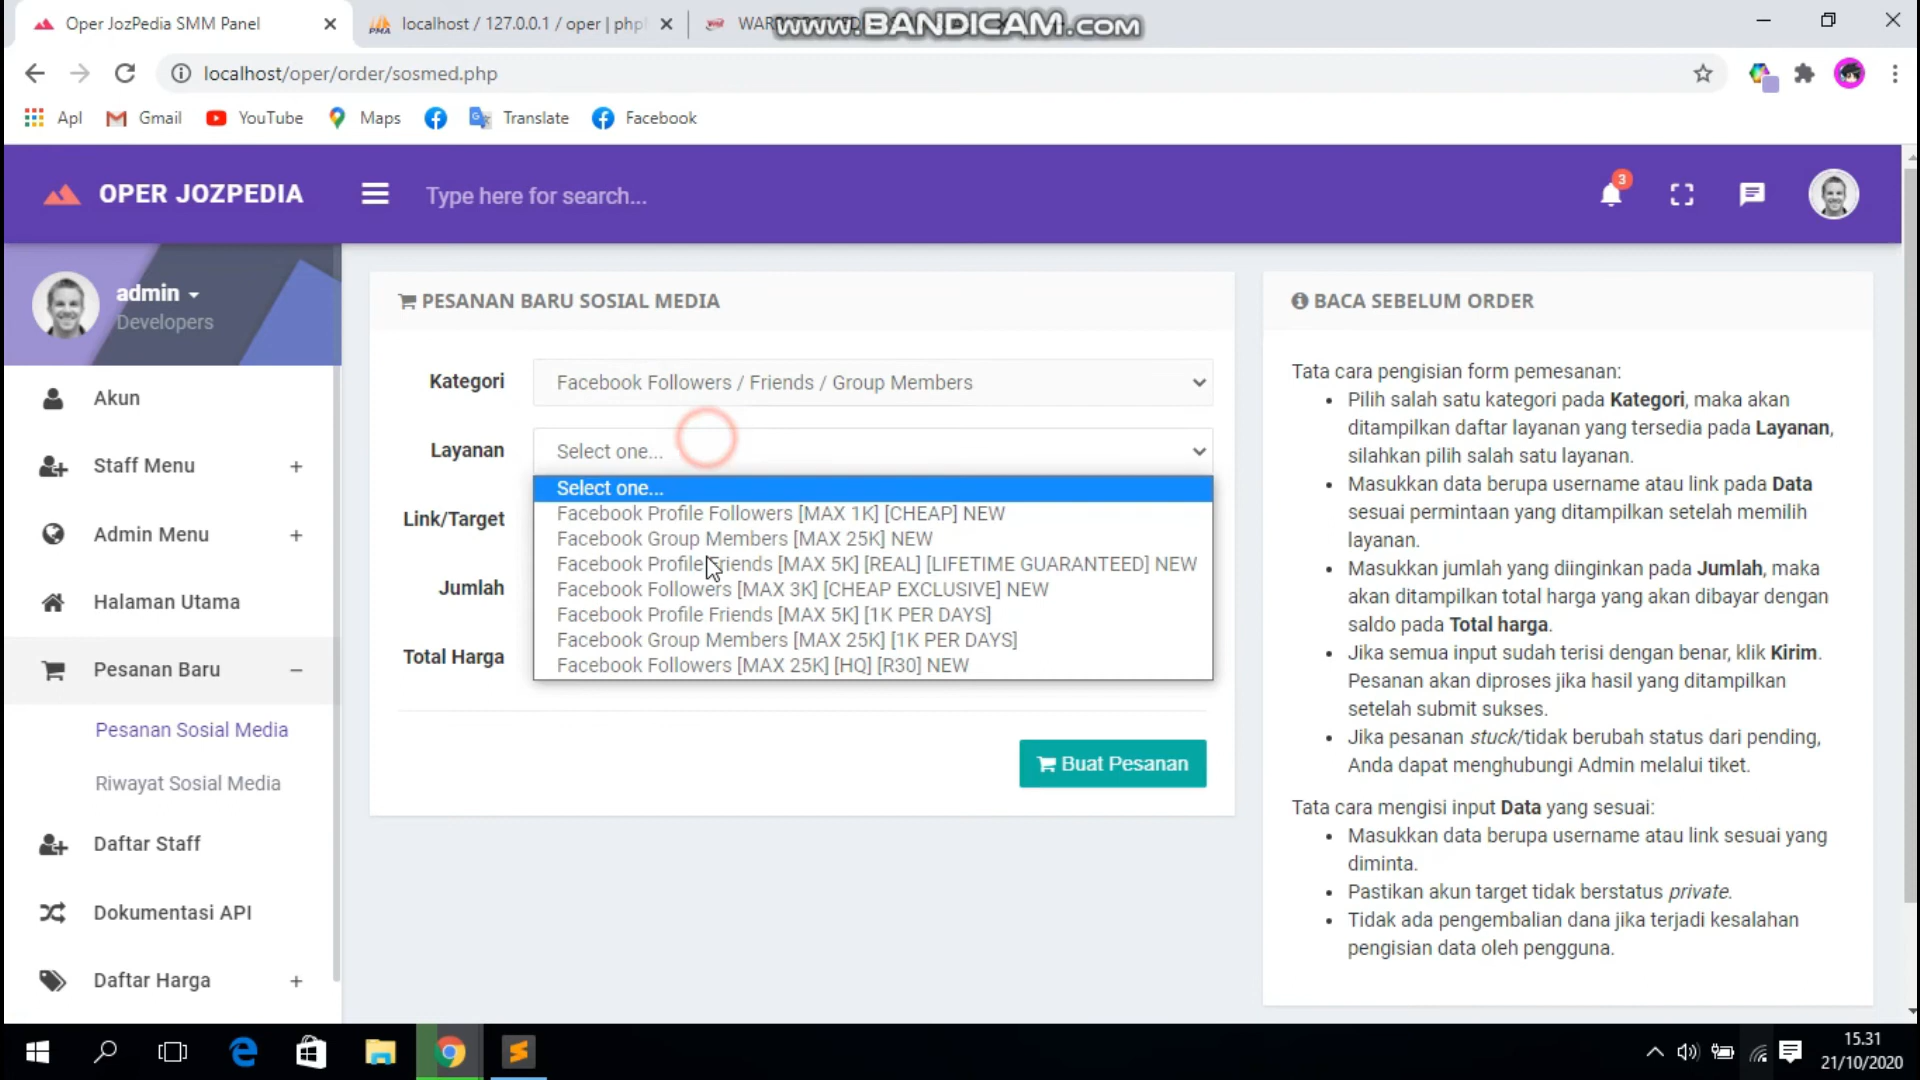 Oper JozPedia SMM Panel
localhost / 127.0.0.1 / oper | php
www.BANDICAM.com
localhost/oper/order/sosmed.php
Apl
Gmail
YouTube
Maps
Translate
Facebook
OPER JOZPEDIA
Type here for search...
3
admin
Developers
Akun
Staff Menu +
Admin Menu +
Halaman Utama
Pesanan Baru −
Pesanan Sosial Media
Riwayat Sosial Media
Daftar Staff
Dokumentasi API
Daftar Harga +
PESANAN BARU SOSIAL MEDIA
Kategori
Facebook Followers / Friends / Group Members
Layanan
Select one...
Select one...
Facebook Profile Followers [MAX 1K] [CHEAP] NEW
Facebook Group Members [MAX 25K] NEW
Facebook Profile Friends [MAX 5K] [REAL] [LIFETIME GUARANTEED] NEW
Facebook Followers [MAX 3K] [CHEAP EXCLUSIVE] NEW
Facebook Profile Friends [MAX 5K] [1K PER DAYS]
Facebook Group Members [MAX 25K] [1K PER DAYS]
Facebook Followers [MAX 25K] [HQ] [R30] NEW
Link/Target
Jumlah
Total Harga
Buat Pesanan
BACA SEBELUM ORDER
Tata cara pengisian form pemesanan:
• Pilih salah satu kategori pada Kategori, maka akan
ditampilkan daftar layanan yang tersedia pada Layanan,
silahkan pilih salah satu layanan.
• Masukkan data berupa username atau link pada Data
sesuai permintaan yang ditampilkan setelah memilih
layanan.
• Masukkan jumlah yang diinginkan pada Jumlah, maka
akan ditampilkan total harga yang akan dibayar dengan
saldo pada Total harga.
• Jika semua input sudah terisi dengan benar, klik Kirim.
Pesanan akan diproses jika hasil yang ditampilkan
setelah submit sukses.
• Jika pesanan stuck/tidak berubah status dari pending,
Anda dapat menghubungi Admin melalui tiket.
Tata cara mengisi input Data yang sesuai:
• Masukkan data berupa username atau link sesuai yang
diminta.
• Pastikan akun target tidak berstatus private.
• Tidak ada pengembalian dana jika terjadi kesalahan
pengisian data oleh pengguna.
15.31
21/10/2020